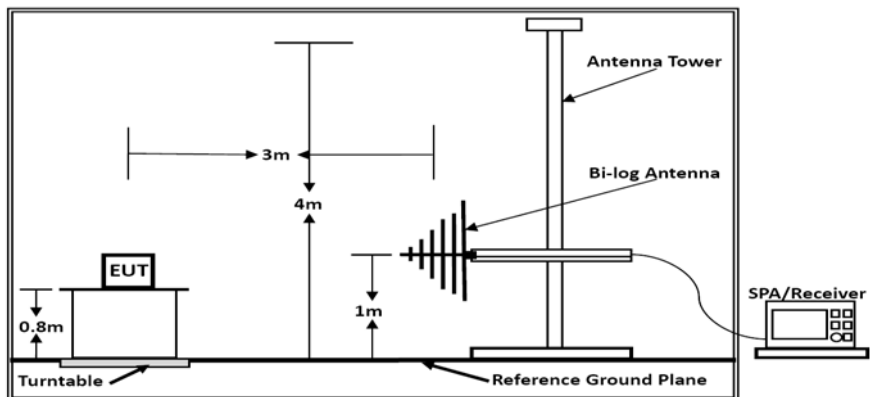 Antenna Tower
3m
Bi-log Antenna
4m
EUT
SPA/Receiver
0.8m
1m
Turntable
Reference Ground Plane